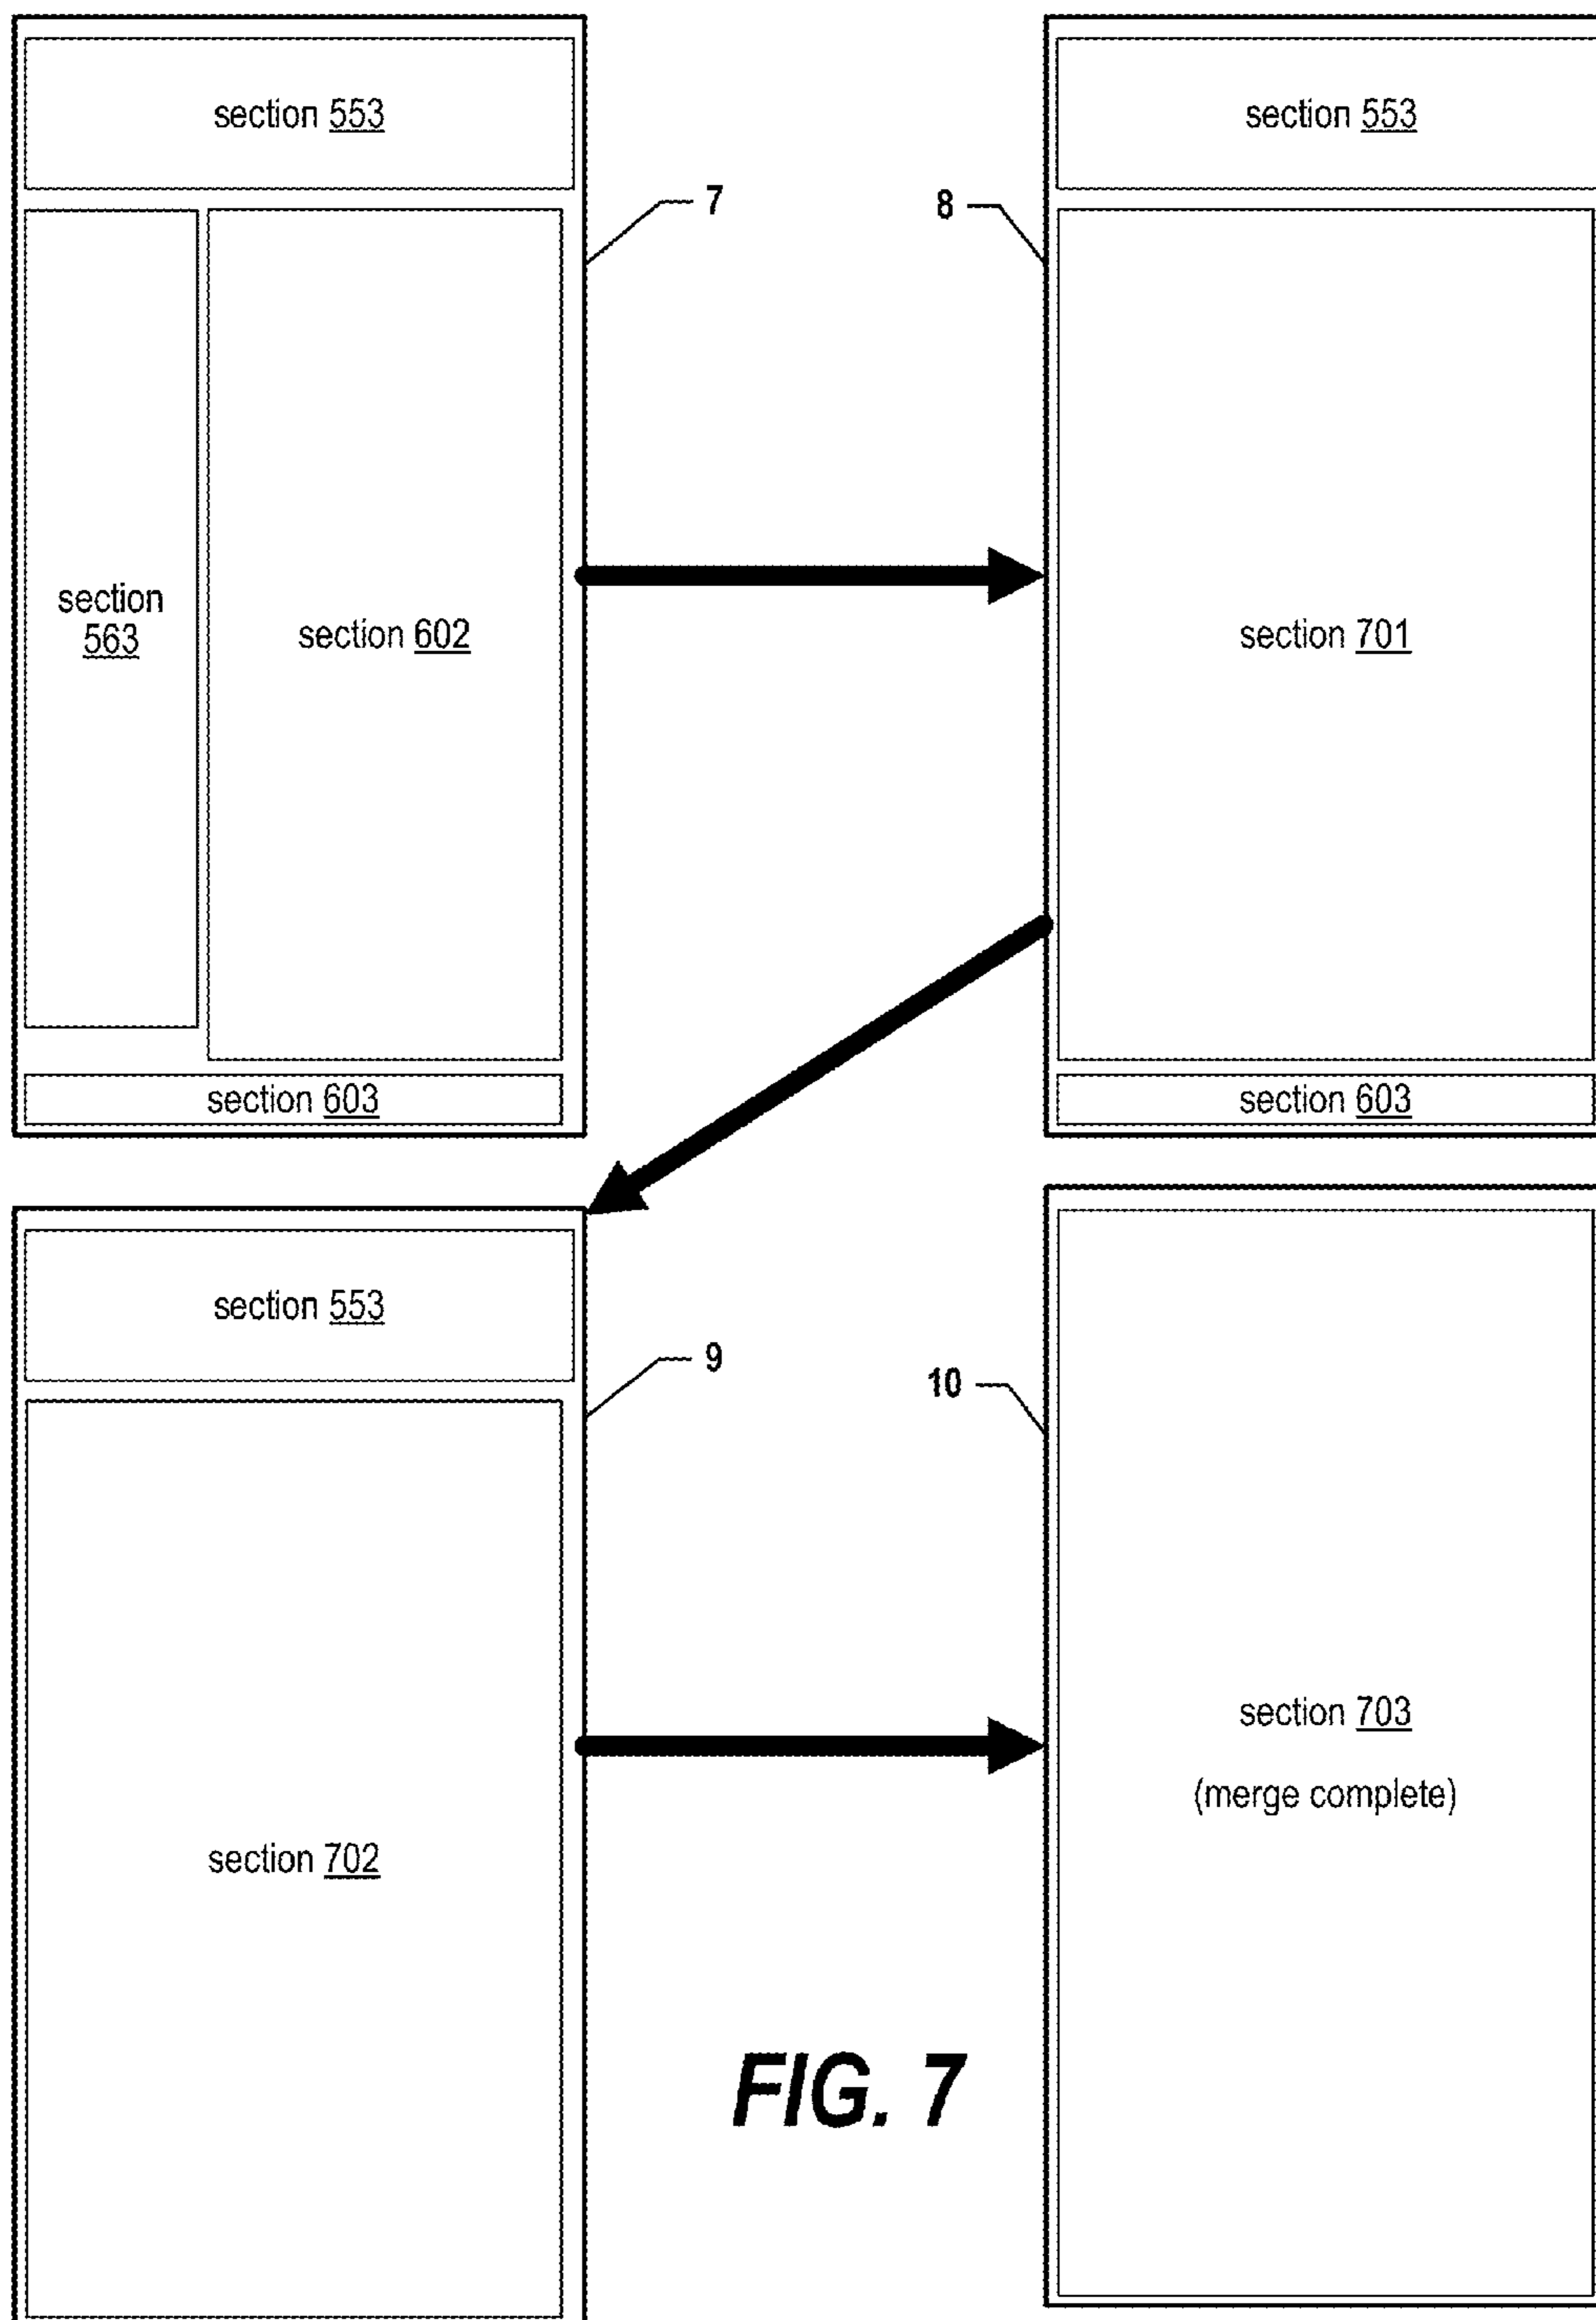 section 553
7
section
563
section 602
section 603
section 553
8
section 701
section 603
section 553
9
section 702
10
section 703
(merge complete)
FIG. 7